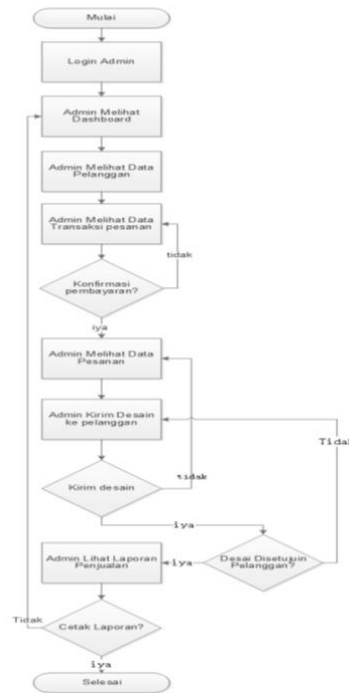 Mulai
Login Admin
Admin Melihat
Dashboard
Admin Melihat Data
Pelanggan
Admin Melihat Data
Transaksi pesanan
tidak
Konfirmasi
pembayaran?
iya
Admin Melihat Data
Pesanan
Admin Kirim Desain
ke pelanggan
Tidak
Kirim desain
tidak
iya
Admin Lihat Laporan
Penjualan
iya
Desai Disetujuin
Pelanggan?
Tidak
Cetak Laporan?
iya
Selesai